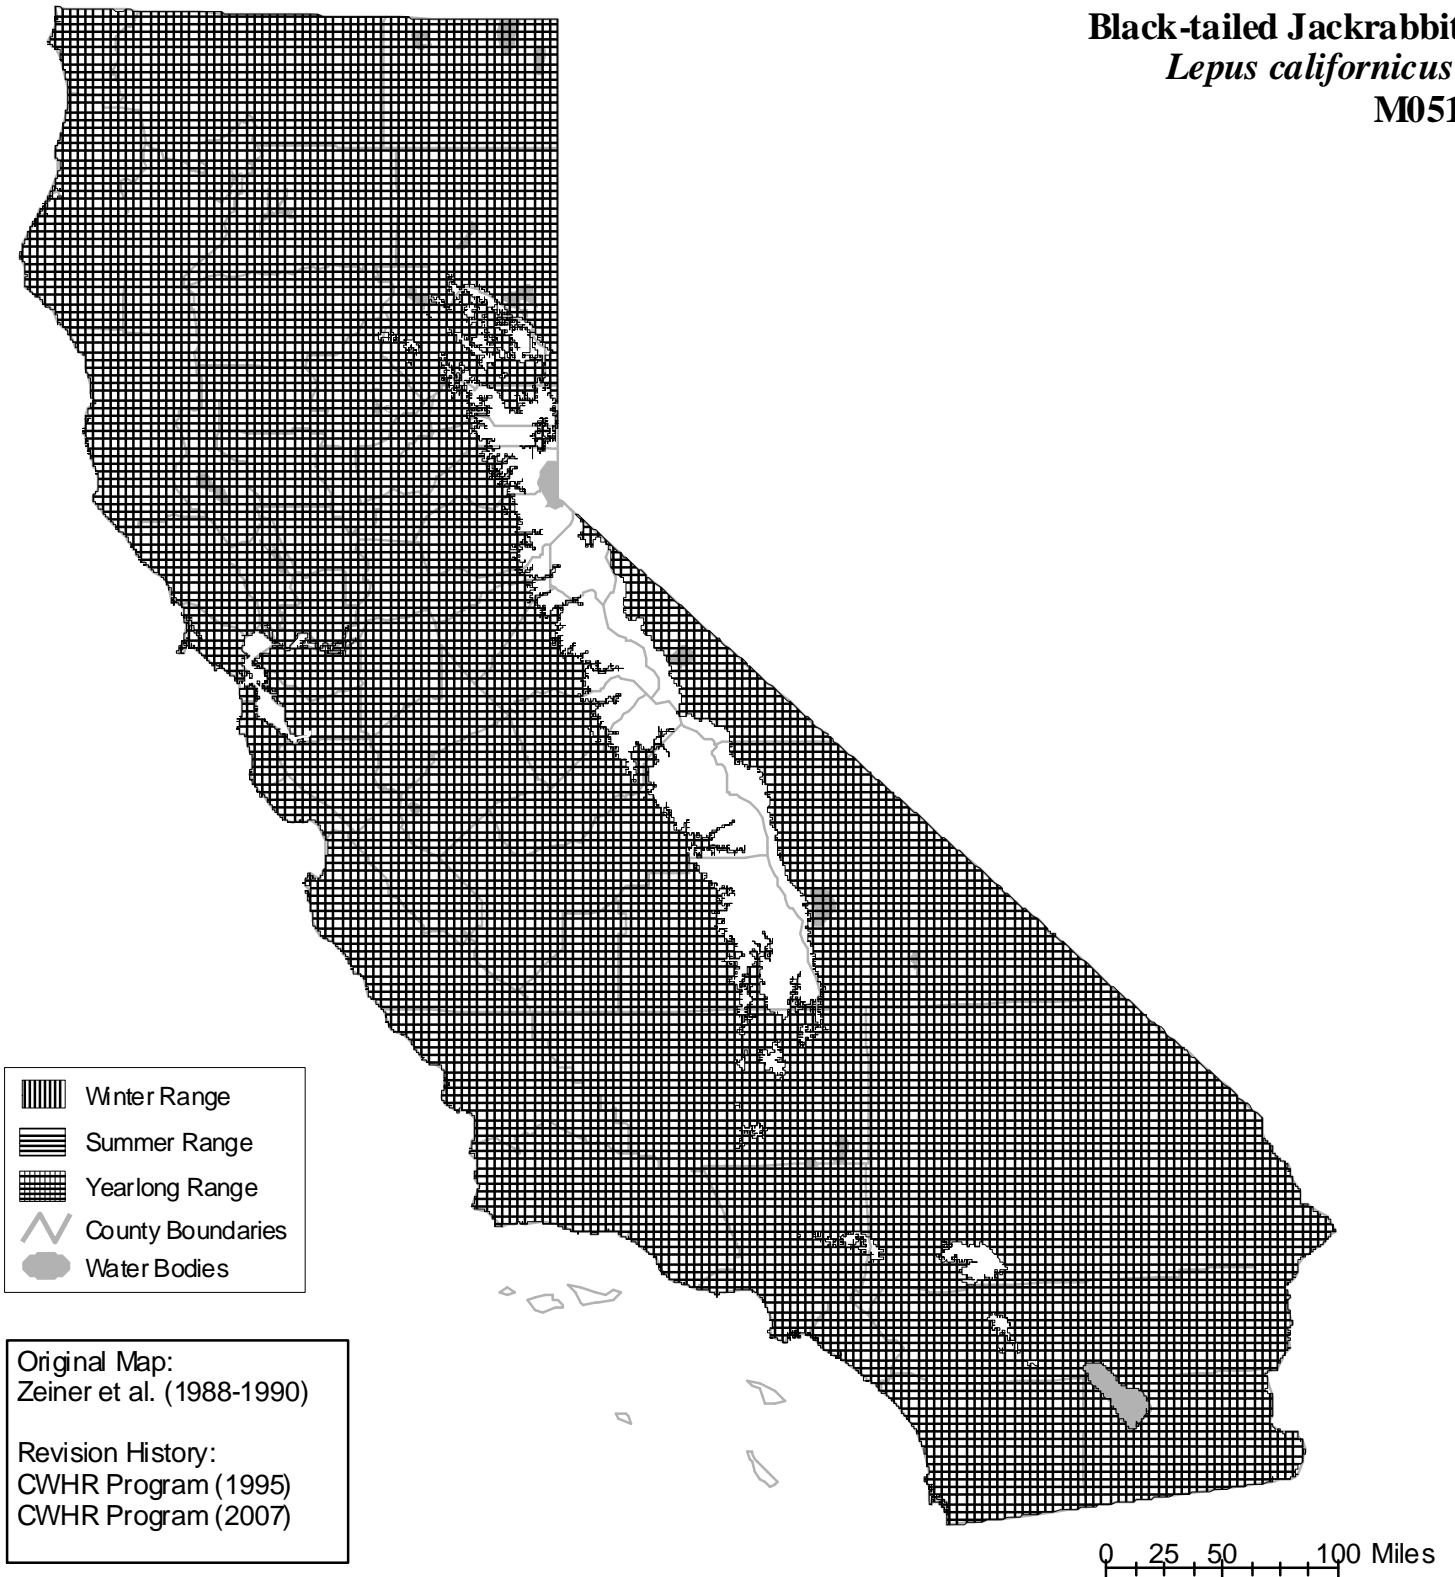 Black-tailed Jackrabbit
Lepus californicus
M051
Winter Range
Summer Range
Yearlong Range
County Boundaries
Water Bodies
Original Map:
Zeiner et al. (1988-1990)
Revision History:
CWHR Program (1995)
CWHR Program (2007)
0 25 50 100 Miles